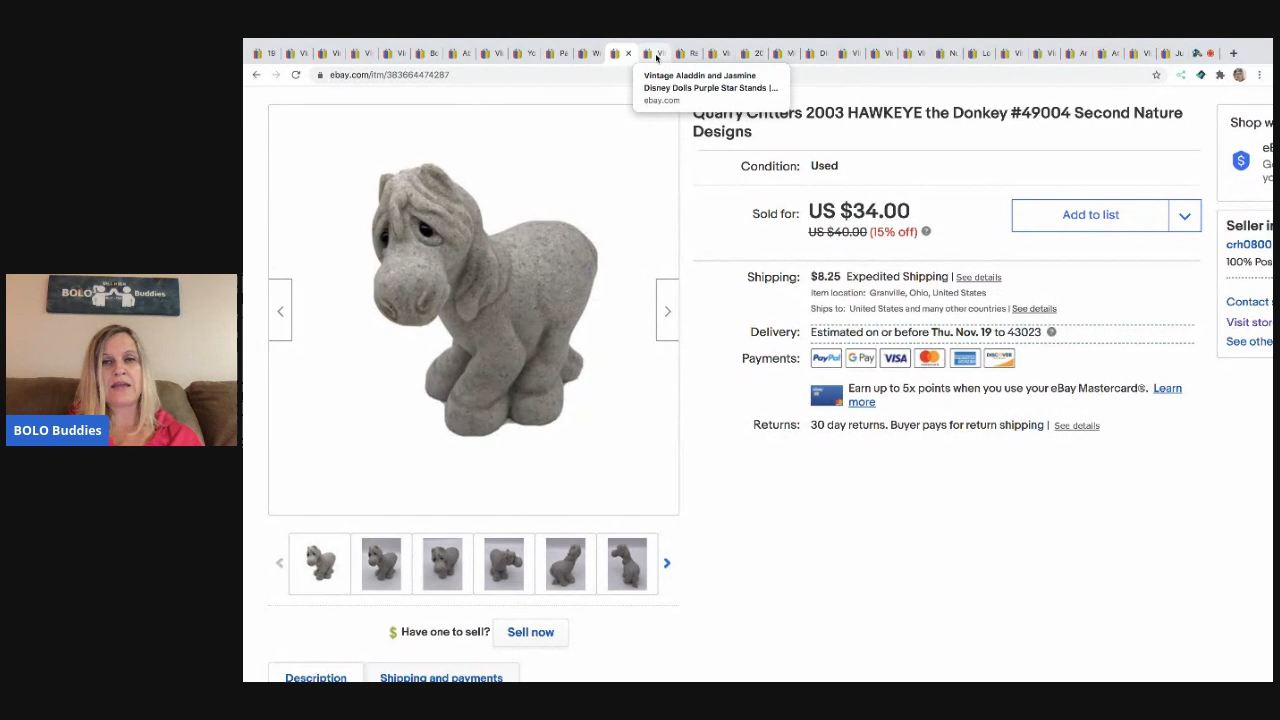 ebay.com/itm/383664474287
Vintage Aladdin and Jasmine
Disney Dolls Purple Star Stands |...
ebay.com
Quarry Critters 2003 HAWKEYE the Donkey #49004 Second Nature
Designs
Condition: Used
Sold for: US $34.00
US $40.00 (15% off)
Add to list
Shipping: $8.25 Expedited Shipping | See details
Item location: Granville, Ohio, United States
Ships to: United States and many other countries | See details
Delivery: Estimated on or before Thu. Nov. 19 to 43023
Payments: PayPal G Pay VISA mastercard DISCOVER
Earn up to 5x points when you use your eBay Mastercard®. Learn
more
Returns: 30 day returns. Buyer pays for return shipping | See details
Shop w
Seller in
crh0800
100% Pos
Contact s
Visit stor
See othe
BOLO Buddies
BOLO Buddies
Have one to sell? Sell now
Description
Shipping and payments